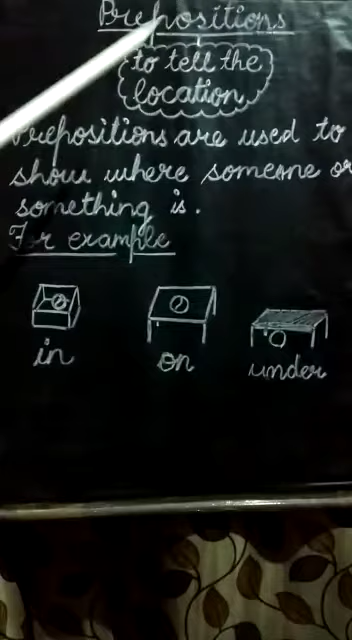 Prepositions
to tell the
location
Prepositions are used to
show where someone or
something is.
For example
in on under